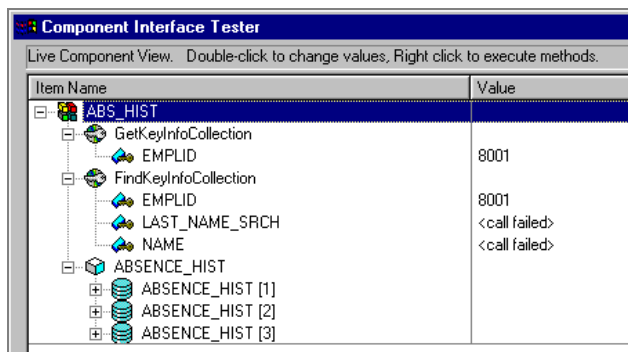 Component Interface Tester
Live Component View. Double-click to change values, Right click to execute methods.
Item Name Value
ABS_HIST
GetKeyInfoCollection
EMPLID 8001
FindKeyInfoCollection
EMPLID 8001
LAST_NAME_SRCH <call failed>
NAME <call failed>
ABSENCE_HIST
ABSENCE_HIST [1]
ABSENCE_HIST [2]
ABSENCE_HIST [3]